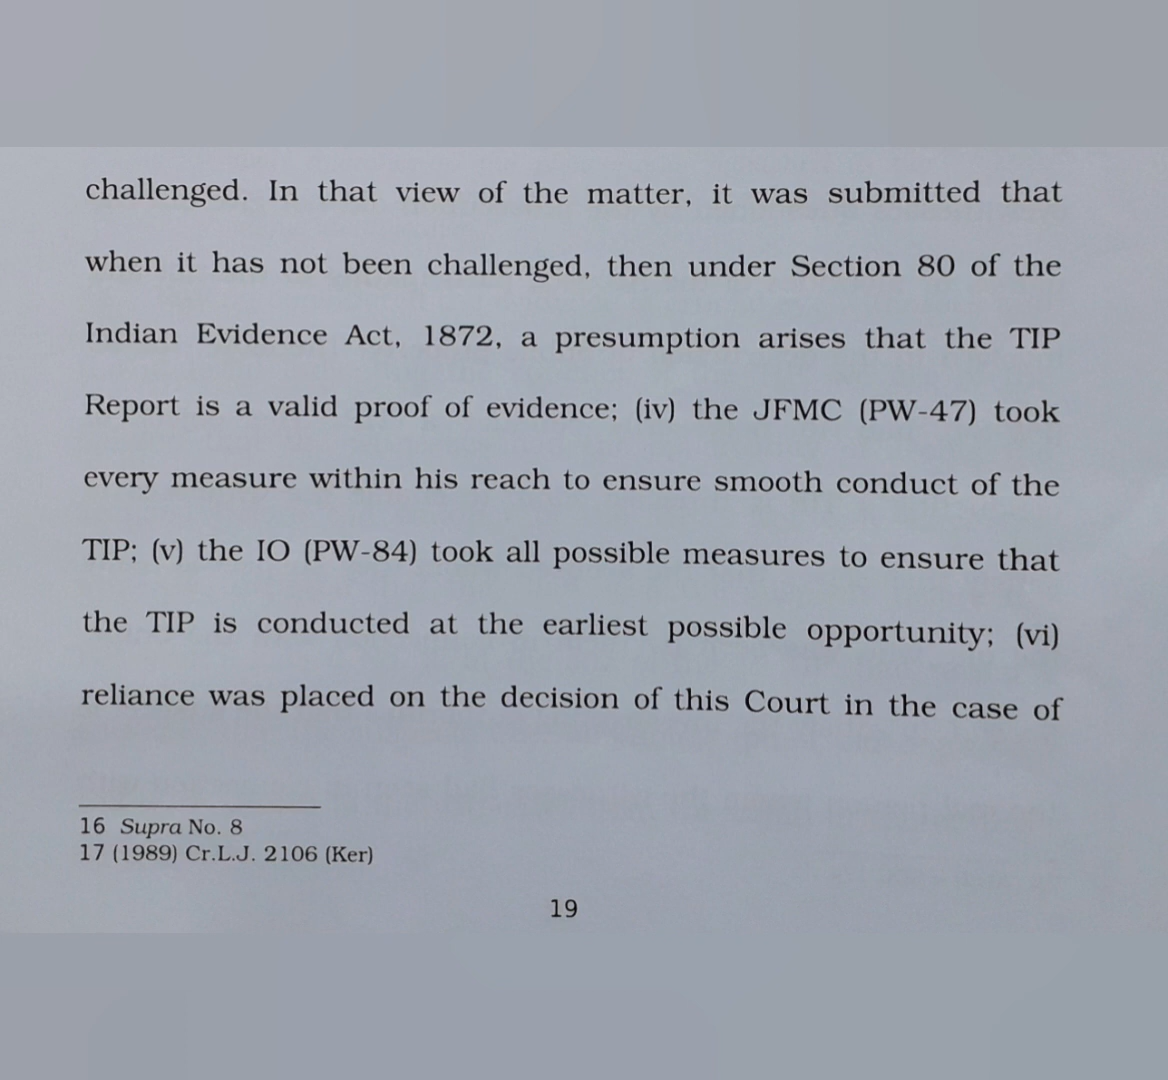 challenged. In that view of the matter, it was submitted that
when it has not been challenged, then under Section 80 of the
Indian Evidence Act, 1872, a presumption arises that the TIP
Report is a valid proof of evidence; (iv) the JFMC (PW-47) took
every measure within his reach to ensure smooth conduct of the
TIP; (v) the IO (PW-84) took all possible measures to ensure that
the TIP is conducted at the earliest possible opportunity; (vi)
reliance was placed on the decision of this Court in the case of
16 Supra No. 8
17 (1989) Cr.L.J. 2106 (Ker)
19